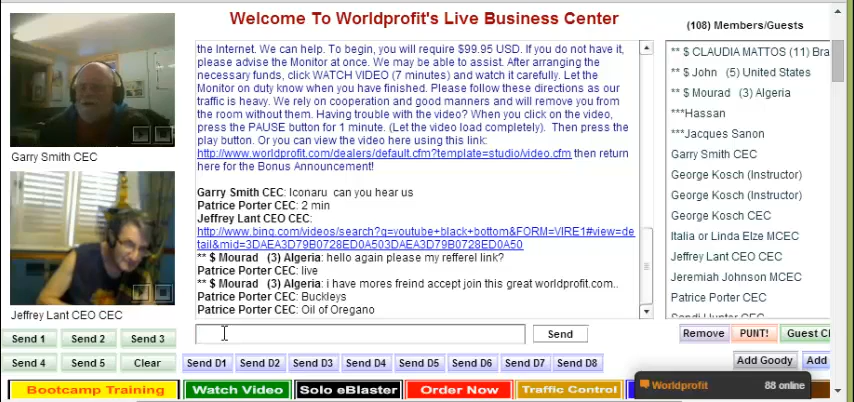 Welcome To Worldprofit's Live Business Center
(108) Members/Guests
the Internet. We can help. To begin, you will require $99.95 USD. If you do not have it,
please advise the Monitor at once. We may be able to assist. After arranging the
necessary funds, click WATCH VIDEO (7 minutes) and watch it carefully. Let the
Monitor on duty know when you have finished. Please follow these directions as our
traffic is heavy. We rely on cooperation and good manners and will remove you from
the room without them. Having trouble with the video? When you click on the video,
press the PAUSE button for 1 minute. (Let the video load completely). Then press the
play button. Or you can view the video here using this link:
http://www.worldprofit.com/dealers/default.cfm?template=studio/video.cfm then return
here for the Bonus Announcement!
Garry Smith CEC: Iconaru can you hear us
Patrice Porter CEC: 2 min
Jeffrey Lant CEO CEC:
http://www.bing.com/videos/search?q=youtube+black+bottom&FORM=VIRE1#view=de
tail&mid=3DAEA3D79B0728ED0A503DAEA3D79B0728ED0A50
** $ Mourad (3) Algeria: hello again please my refferel link?
Patrice Porter CEC: live
** $ Mourad (3) Algeria: i have mores freind accept join this great worldprofit.com..
Patrice Porter CEC: Buckleys
Patrice Porter CEC: Oil of Oregano
** $ CLAUDIA MATTOS (11) Bra
** $ John (5) United States
** $ Mourad (3) Algeria
***Hassan
***Jacques Sanon
Garry Smith CEC
George Kosch (Instructor)
George Kosch (Instructor)
George Kosch CEC
Italia or Linda Elze MCEC
Jeffrey Lant CEO CEC
Jeremiah Johnson MCEC
Patrice Porter CEC
Sandi Hunter CEC
Garry Smith CEC
Jeffrey Lant CEO CEC
Send 1 Send 2 Send 3
Send 4 Send 5 Clear
Send
Send D1 Send D2 Send D3 Send D4 Send D5 Send D6 Send D7 Send D8
Remove PUNT! Guest Cl
Add Goody Add
Bootcamp Training Watch Video Solo eBlaster Order Now Traffic Control
Worldprofit 88 online